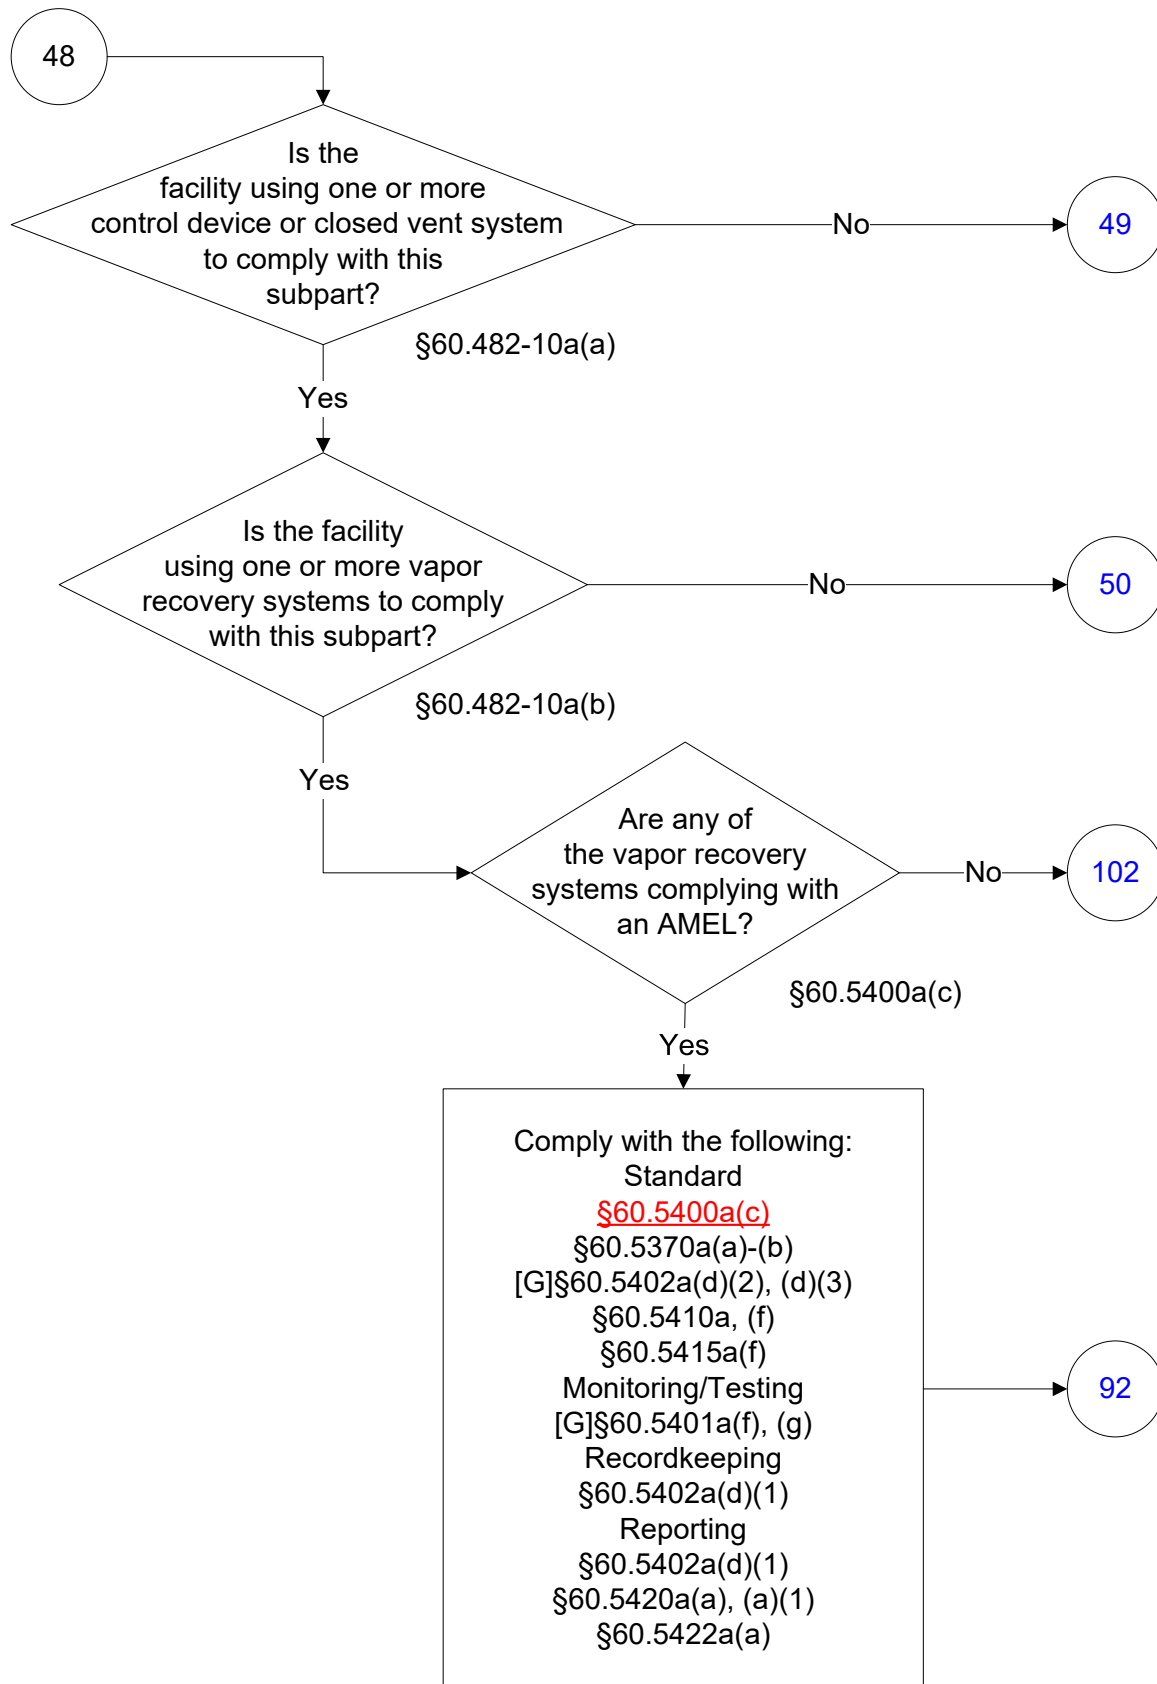 48
Is the
facility using one or more
control device or closed vent system
to comply with this
subpart?
No
49
§60.482-10a(a)
Yes
Is the facility
using one or more vapor
recovery systems to comply
with this subpart?
No
50
§60.482-10a(b)
Yes
Are any of
the vapor recovery
systems complying with
an AMEL?
No
102
§60.5400a(c)
Yes
Comply with the following:
Standard
§60.5400a(c)
§60.5370a(a)-(b)
[G]§60.5402a(d)(2), (d)(3)
§60.5410a, (f)
§60.5415a(f)
Monitoring/Testing
[G]§60.5401a(f), (g)
Recordkeeping
§60.5402a(d)(1)
Reporting
§60.5402a(d)(1)
§60.5420a(a), (a)(1)
§60.5422a(a)
92